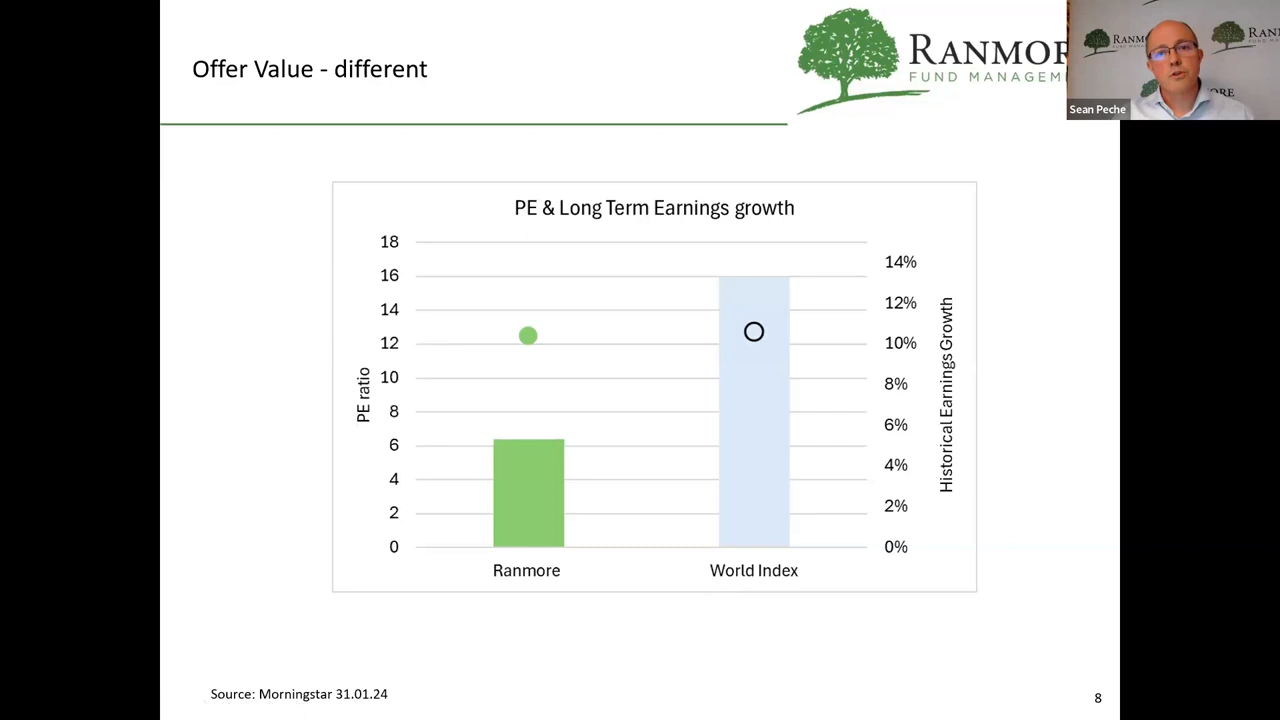 Offer Value - different
RANMOR
FUND MANAGEM
Sean Peche
PE & Long Term Earnings growth
18
16
14
12
10
8
6
4
2
0
PE ratio
14%
12%
10%
8%
6%
4%
2%
0%
Historical Earnings Growth
Ranmore
World Index
Source: Morningstar 31.01.24
8